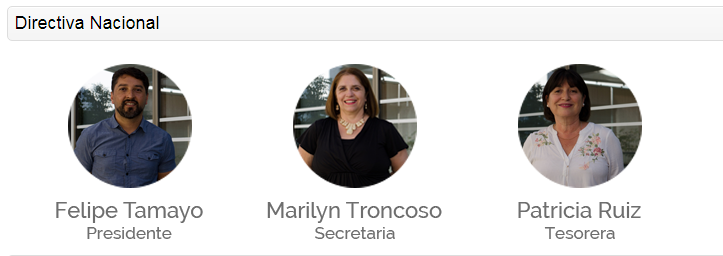 Directiva Nacional
Felipe Tamayo
Presidente
Marilyn Troncoso
Secretaria
Patricia Ruiz
Tesorera